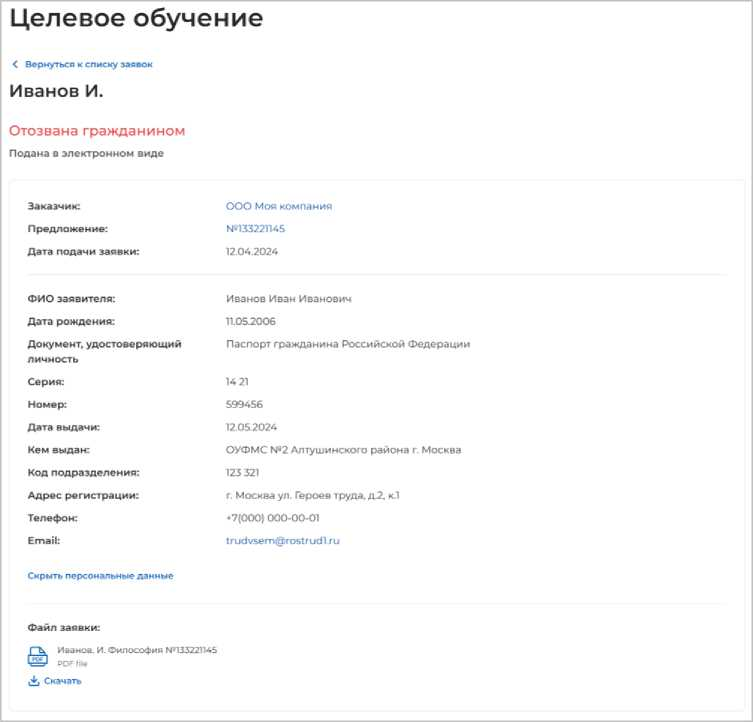 Целевое обучение
Вернуться к списку заявок
Иванов И.
Отозвана гражданином
Подана в электронном виде
Заказчик: ООО Моя компания
Предложение: №133221145
Дата подачи заявки: 12.04.2024
ФИО заявителя: Иванов Иван Иванович
Дата рождения: 11.05.2006
Документ, удостоверяющий Паспорт гражданина Российской Федерации
личность
Серия: 14 21
Номер: 599456
Дата выдачи: 12.05.2024
Кем выдан: ОУФМС №2 Алтушинского района г. Москва
Код подразделения: 123 321
Адрес регистрации: г. Москва ул. Героев труда, д.2, к.1
Телефон: +7(000) 000-00-01
Email: trudvsem@rostrud1.ru
Скрыть персональные данные
Файл заявки:
Иванов. И. Философия №133221145
PDF PDF file
Скачать